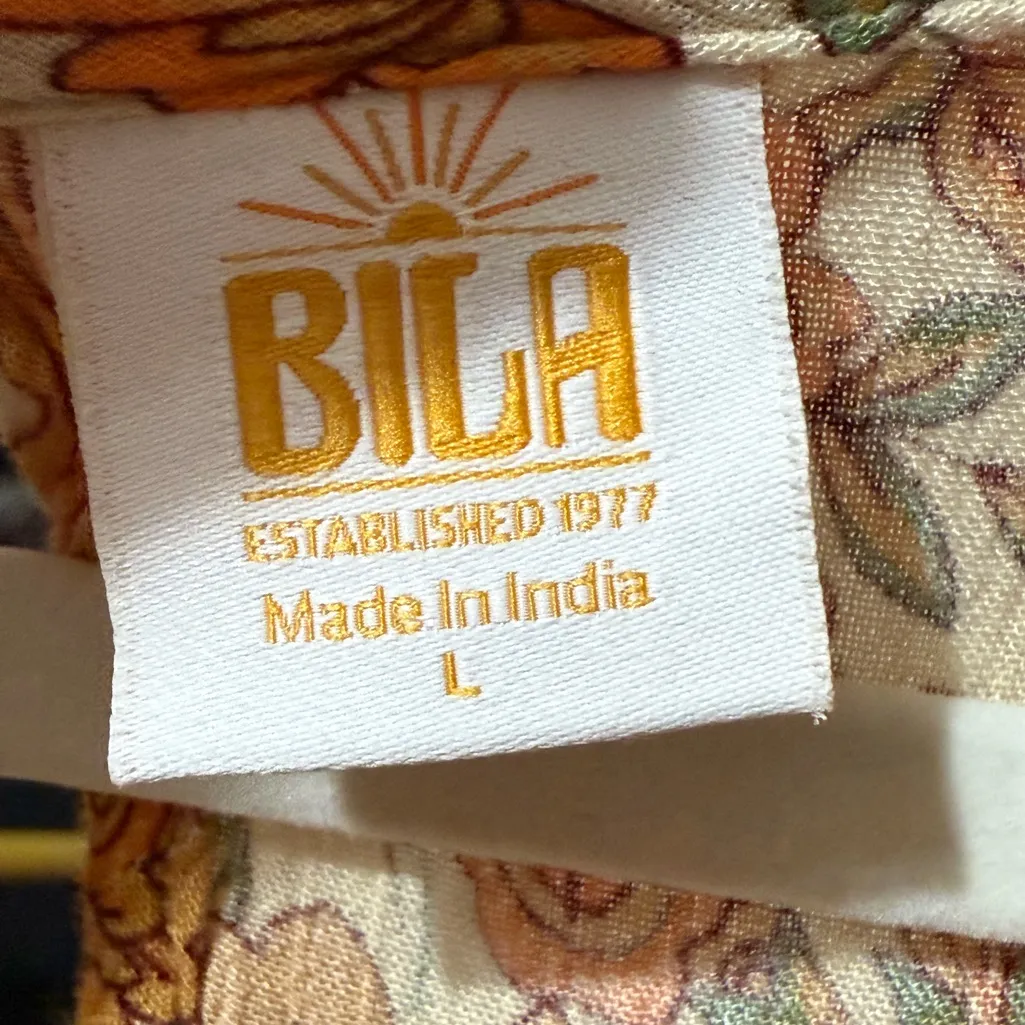 BILA
ESTABLISHED 1977
Made In India
L